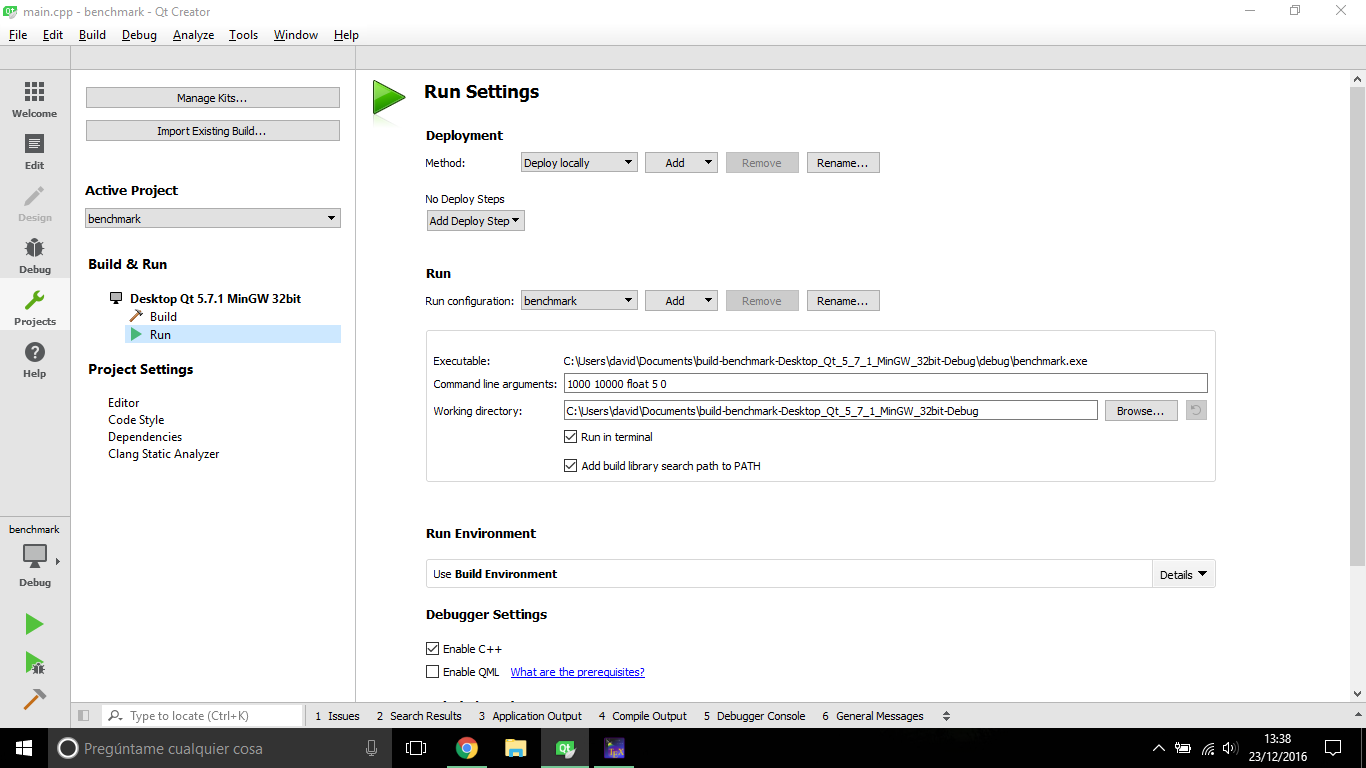 main.cpp - benchmark - Qt Creator
File Edit Build Debug Analyze Tools Window Help
Welcome
Edit
Design
Debug
Projects
Help
benchmark
Debug
Manage Kits...
Import Existing Build...
Active Project
benchmark
Build & Run
Desktop Qt 5.7.1 MinGW 32bit
Build
Run
Project Settings
Editor
Code Style
Dependencies
Clang Static Analyzer
Run Settings
Deployment
Method: Deploy locally Add Remove Rename...
No Deploy Steps
Add Deploy Step
Run
Run configuration: benchmark Add Remove Rename...
Executable: C:\Users\david\Documents\build-benchmark-Desktop_Qt_5_7_1_MinGW_32bit-Debug\debug\benchmark.exe
Command line arguments: 1000 10000 float 5 0
Working directory: C:\Users\david\Documents\build-benchmark-Desktop_Qt_5_7_1_MinGW_32bit-Debug Browse...
Run in terminal
Add build library search path to PATH
Run Environment
Use Build Environment Details
Debugger Settings
Enable C++
Enable QML What are the prerequisites?
Type to locate (Ctrl+K) 1 Issues 2 Search Results 3 Application Output 4 Compile Output 5 Debugger Console 6 General Messages
Pregúntame cualquier cosa
13:38
23/12/2016